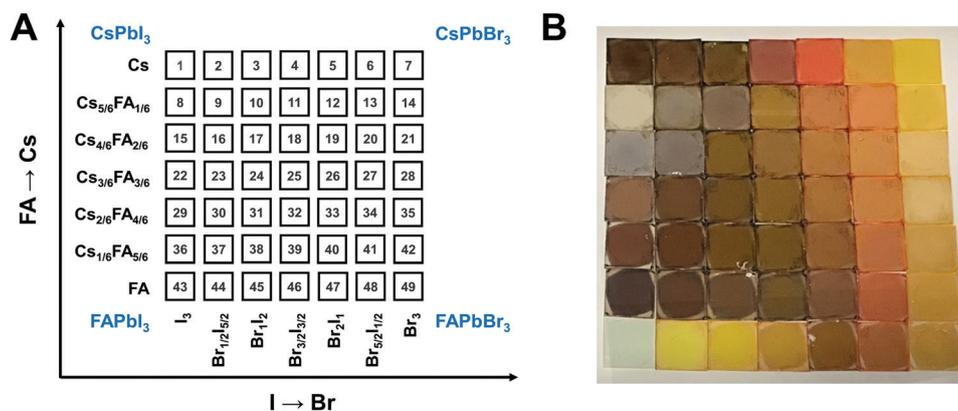 A
B
CsPbI₃
CsPbBr₃
Cs 1 2 3 4 5 6 7
Cs₅/₆FA₁/₆ 8 9 10 11 12 13 14
Cs₄/₆FA₂/₆ 15 16 17 18 19 20 21
Cs₃/₆FA₃/₆ 22 23 24 25 26 27 28
Cs₂/₆FA₄/₆ 29 30 31 32 33 34 35
Cs₁/₆FA₅/₆ 36 37 38 39 40 41 42
FA 43 44 45 46 47 48 49
FA → Cs
FAPbI₃
I₃
Br₁/₂I₅/₂
Br₁I₂
Br₃/₂I₃/₂
Br₂I₁
Br₅/₂I₁/₂
Br₃
FAPbBr₃
I → Br